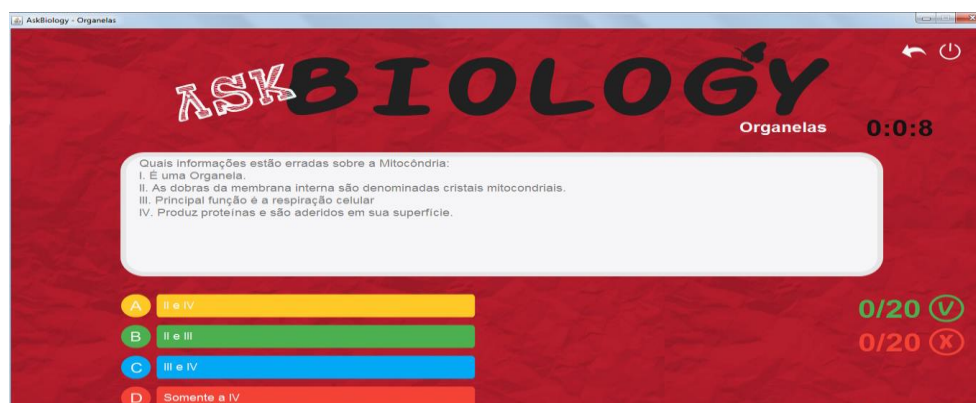 AskBiology - Organelas
ASK BIOLOGY
Organelas
0:0:8
Quais informações estão erradas sobre a Mitocôndria:
I. É uma Organela.
II. As dobras da membrana interna são denominadas cristais mitocondriais.
III. Principal função é a respiração celular
IV. Produz proteínas e são aderidos em sua superfície.
A II e IV
B II e III
C III e IV
D Somente a IV
0/20
0/20